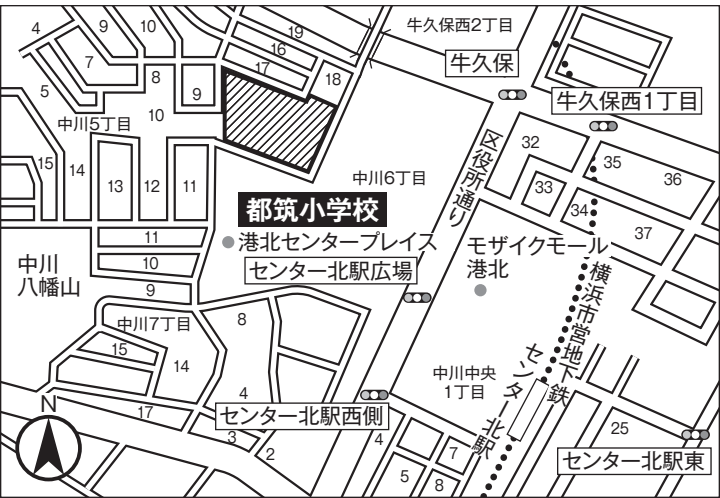 4
9
10
19
牛久保西2丁目
7
16
牛久保
5
8
17
18
9
牛久保西1丁目
中川5丁目
10
区役所通り
32
35
36
15
14
13
12
11
中川6丁目
33
34
都筑小学校
37
11
港北センタープレイス
モザイクモール
港北
中川
八幡山
10
センター北駅広場
横浜市営地下鉄
9
中川7丁目
8
15
14
センター北駅
中川中央
1丁目
4
N
17
センター北駅西側
3
2
4
7
5
8
25
センター北駅東